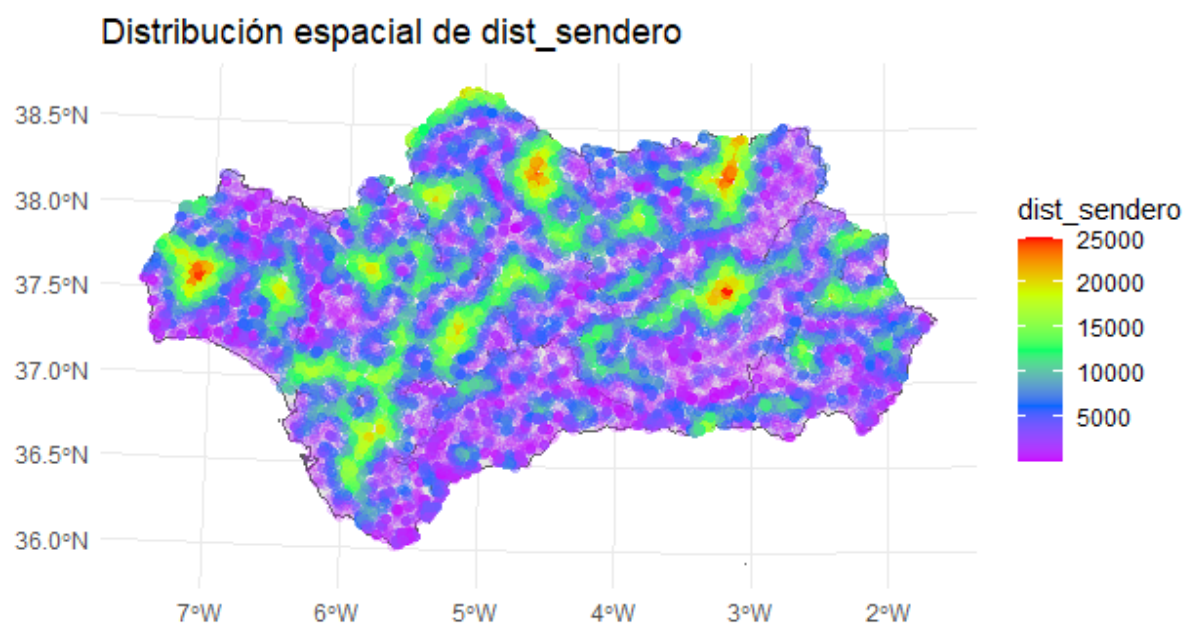 Distribución espacial de dist_sendero
38.5°N
38.0°N
37.5°N
37.0°N
36.5°N
36.0°N
7°W
6°W
5°W
4°W
3°W
2°W
dist_sendero
25000
20000
15000
10000
5000